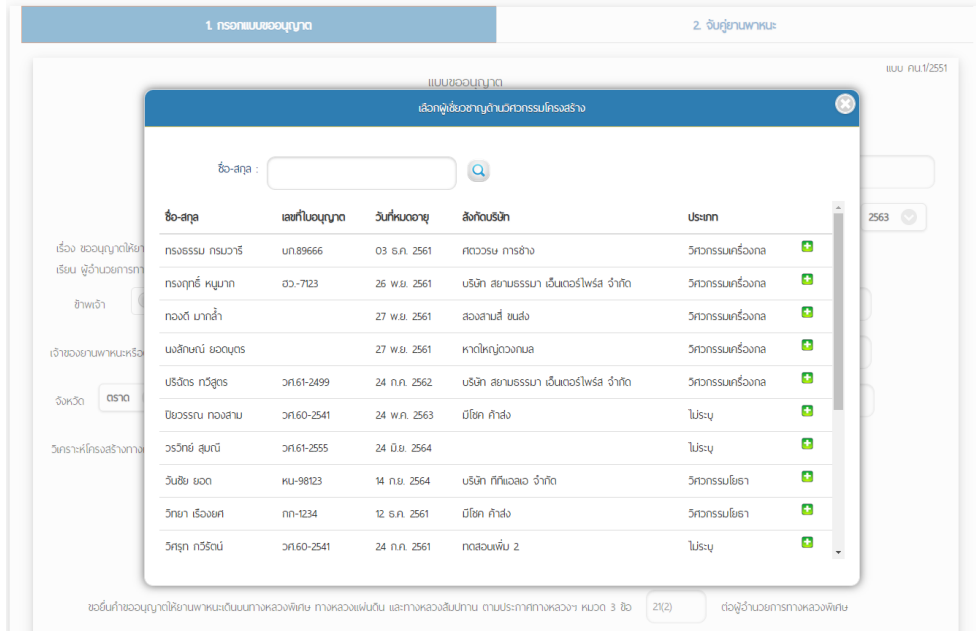 1. กรอกแบบขออนุญาต 2. จับคู่ยานพาหนะ
แบบ คน.1/2551
แบบขออนุญาต
เลือกผู้เชี่ยวชาญด้านวิศวกรรมโครงสร้าง
ชื่อ-สกุล :
ชื่อ-สกุล เลขที่ใบอนุญาต วันที่หมดอายุ สังกัดบริษัท ประเภท
2563
ทรงธรรม กรมวารี นก.89666 03 ธ.ค. 2561 ศตวรรษ การช่าง วิศวกรรมเครื่องกล
เรื่อง ขออนุญาตให้ยา
เรียน ผู้อำนวยการทา
ทรงฤทธิ์ หนูมาก ฮว.-7123 26 พ.ย. 2561 บริษัท สยามธรรมา เอ็นเตอร์ไพร์ส จำกัด วิศวกรรมเครื่องกล
ข้าพเจ้า
ทองดี มากล้ำ 27 พ.ย. 2561 สองสามสี่ ขนส่ง วิศวกรรมเครื่องกล
นงลักษณ์ ยอดบุตร 27 พ.ย. 2561 หาดใหญ่ดวงกมล วิศวกรรมเครื่องกล
เจ้าของยานพาหนะหรือ
ปริฉัตร ทวีสูตร วศ.61-2499 24 ก.ค. 2562 บริษัท สยามธรรมา เอ็นเตอร์ไพร์ส จำกัด วิศวกรรมเครื่องกล
จังหวัด ตราด
ปิยวรรณ ทองสาม วศ.60-2541 24 พ.ค. 2563 มีโชค ค้าส่ง ไม่ระบุ
วรวิทย์ สุมณี วศ.61-2555 24 มิ.ย. 2564 ไม่ระบุ
วิเคราะห์โครงสร้างทาง
วันชัย ยอด หน-98123 14 ก.ย. 2564 บริษัท ทีทีแอลเอ จำกัด วิศวกรรมโยธา
วิทยา เรืองยศ กก-1234 12 ธ.ค. 2561 มีโชค ค้าส่ง วิศวกรรมโยธา
วิศรุท ทวีรัตน์ วศ.60-2541 24 ก.ค. 2561 ทดสอบเพิ่ม 2 ไม่ระบุ
ขอยื่นคำขออนุญาตให้ยานพาหนะเดินบนทางหลวงพิเศษ ทางหลวงแผ่นดิน และทางหลวงสัมปทาน ตามประกาศทางหลวงฯ หมวด 3 ข้อ 21(2) ต่อผู้อำนวยการทางหลวงพิเศษ